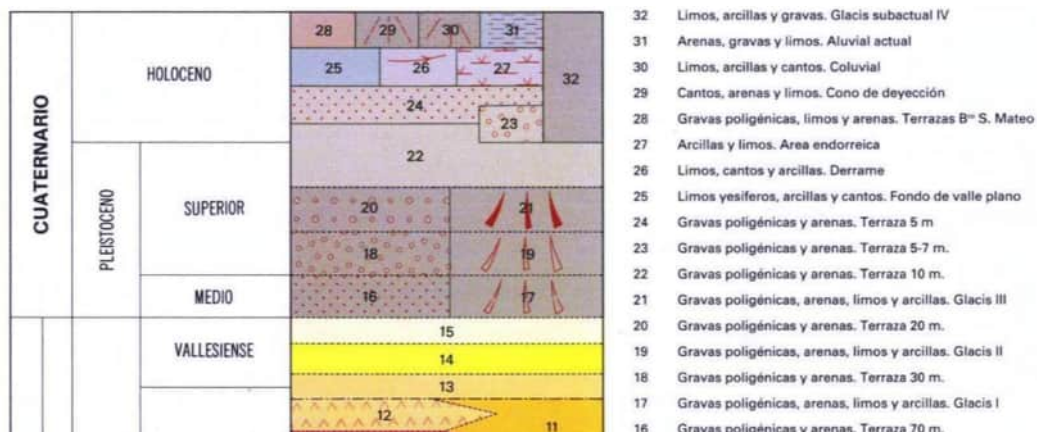 CUATERNARIO
HOLOCENO
PLEISTOCENO
SUPERIOR
MEDIO
VALLESIENSE
28 29 30 31
25 26 27 32
24
23
22
20 21
18 19
16 17
15
14
13
12 11
32 Limos, arcillas y gravas. Glacis subactual IV
31 Arenas, gravas y limos. Aluvial actual
30 Limos, arcillas y cantos. Coluvial
29 Cantos, arenas y limos. Cono de deyección
28 Gravas poligénicas, limos y arenas. Terrazas Bᶜᵒ S. Mateo
27 Arcillas y limos. Area endorreica
26 Limos, cantos y arcillas. Derrame
25 Limos yesíferos, arcillas y cantos. Fondo de valle plano
24 Gravas poligénicas y arenas. Terraza 5 m
23 Gravas poligénicas y arenas. Terraza 5-7 m.
22 Gravas poligénicas y arenas. Terraza 10 m.
21 Gravas poligénicas, arenas, limos y arcillas. Glacis III
20 Gravas poligénicas y arenas. Terraza 20 m.
19 Gravas poligénicas, arenas, limos y arcillas. Glacis II
18 Gravas poligénicas y arenas. Terraza 30 m.
17 Gravas poligénicas, arenas, limos y arcillas. Glacis I
16 Gravas poligénicas y arenas. Terraza 70 m.